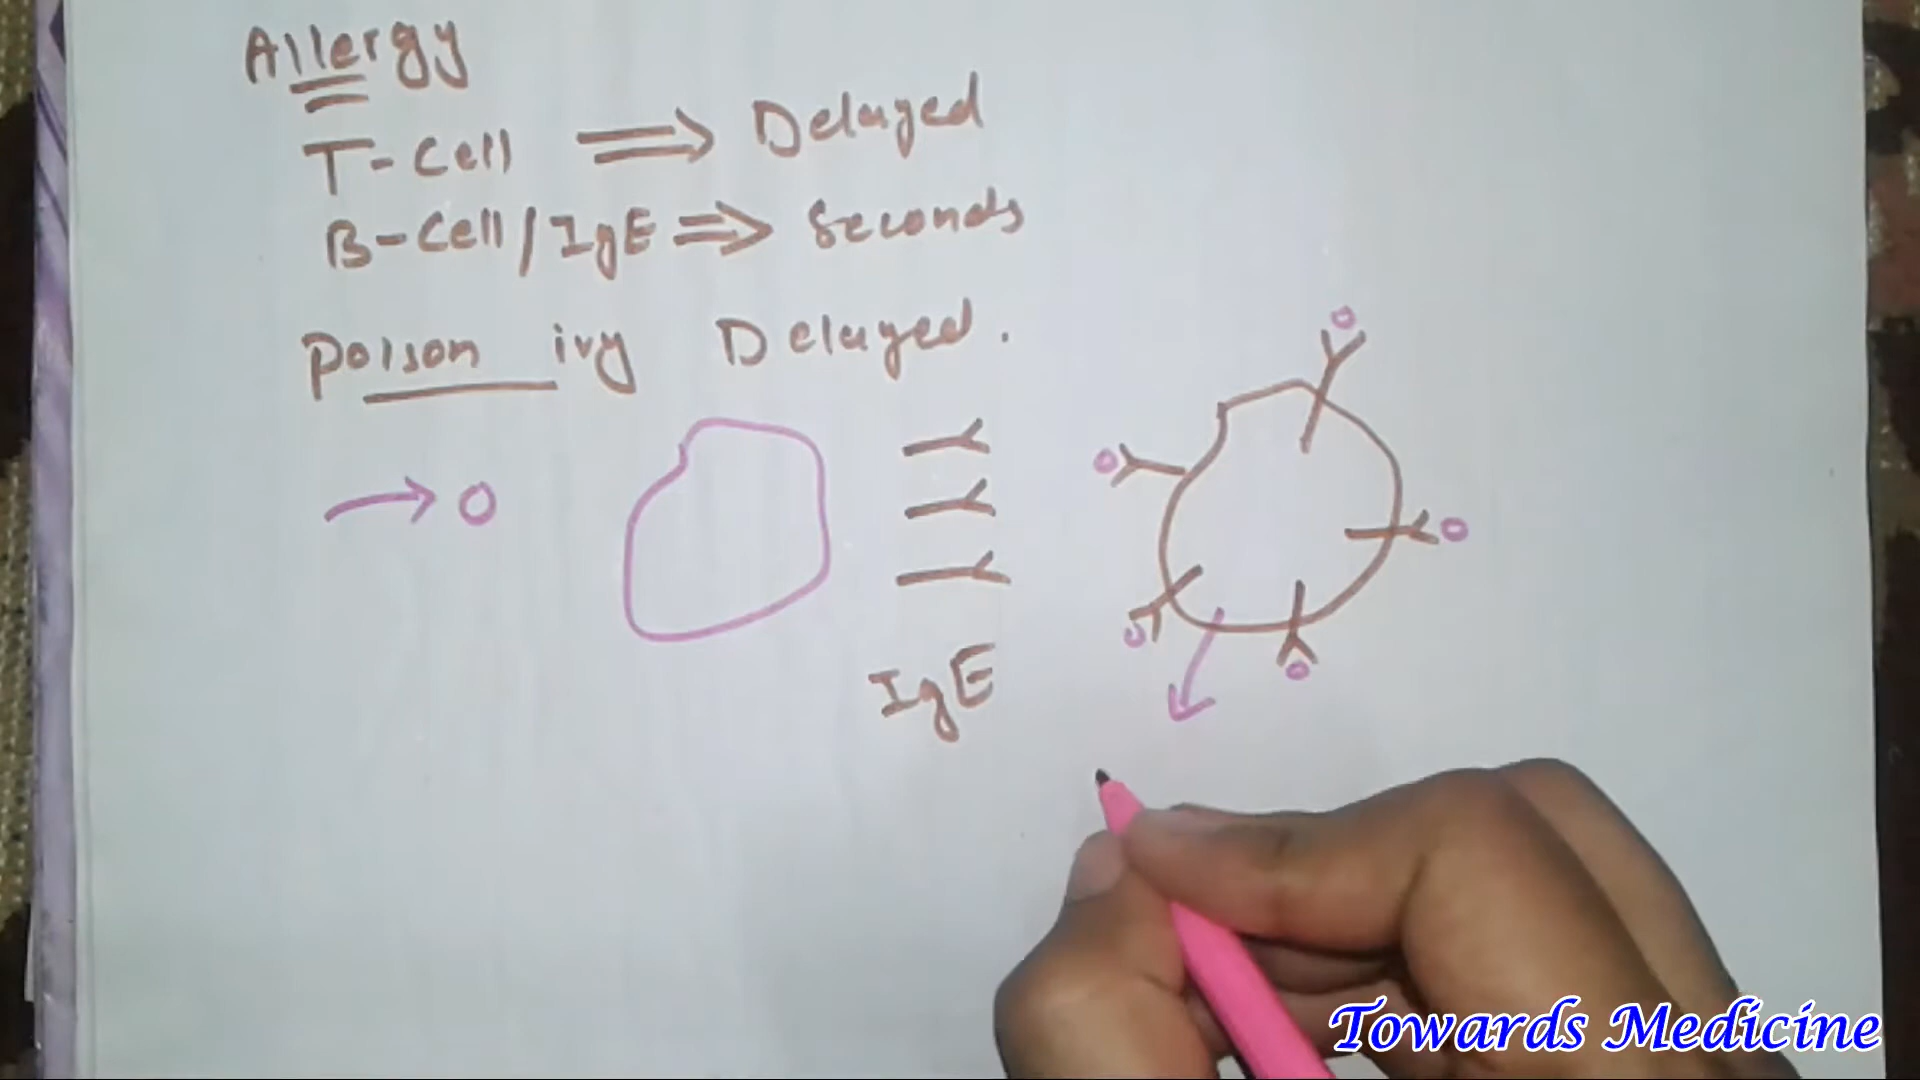 Allergy
T-Cell ⇒ Delayed
B-Cell/IgE ⇒ Seconds
Poison ivy Delayed.
IgE
Towards Medicine